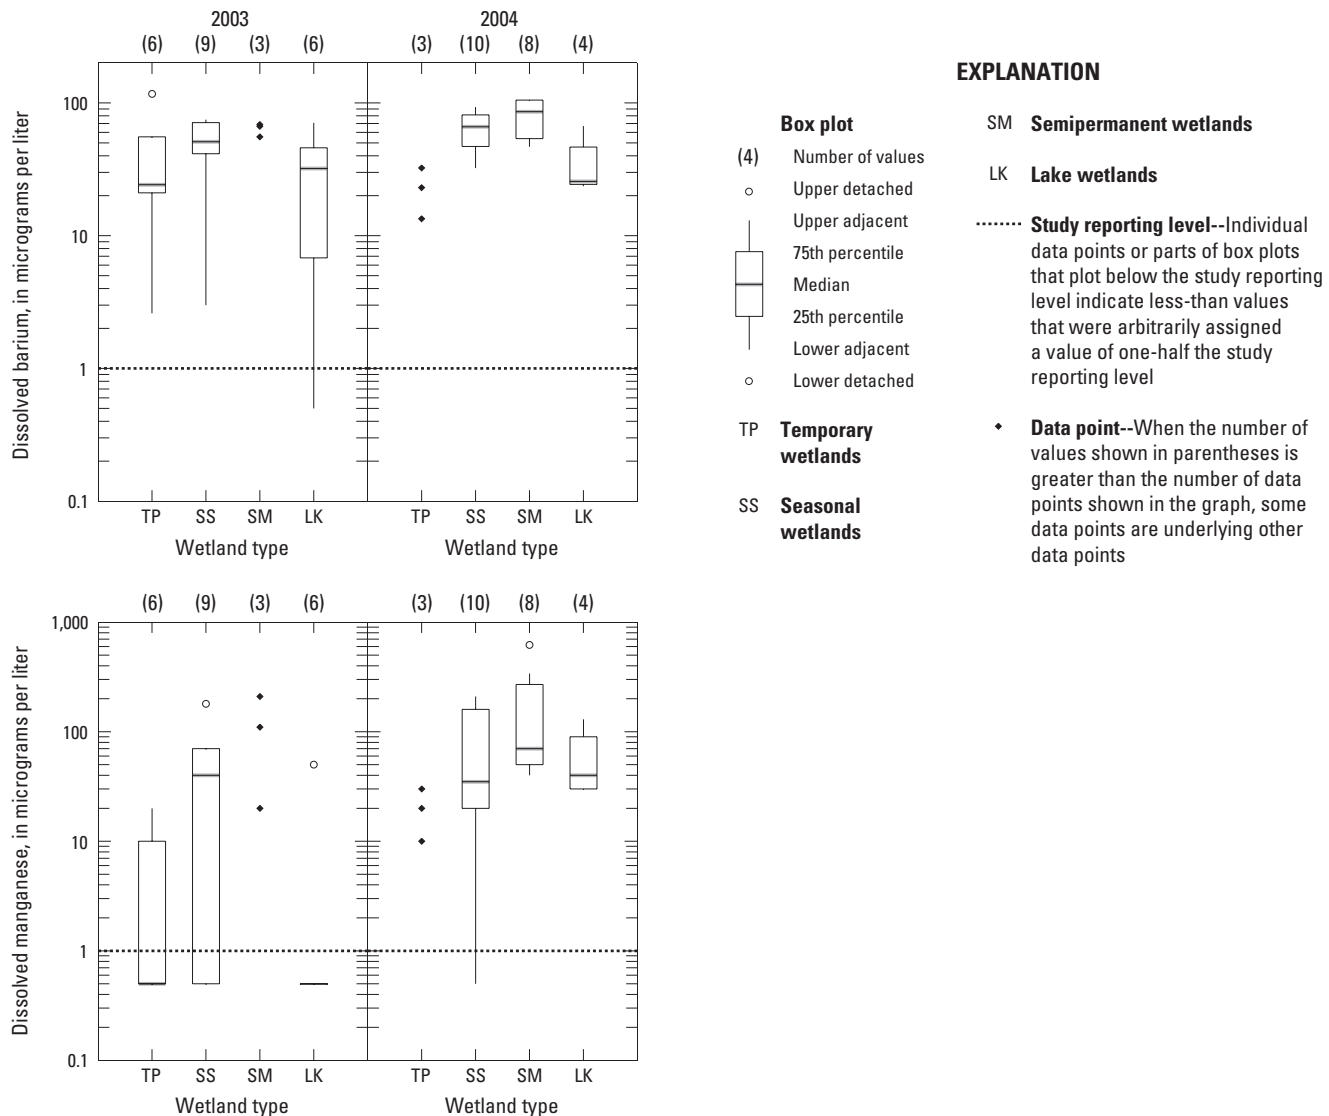 2003 2004
(6) (9) (3) (6) (3) (10) (8) (4)
Dissolved barium, in micrograms per liter
100
10
1
0.1
TP SS SM LK TP SS SM LK
Wetland type Wetland type
(6) (9) (3) (6) (3) (10) (8) (4)
Dissolved manganese, in micrograms per liter
1,000
100
10
1
0.1
TP SS SM LK TP SS SM LK
Wetland type Wetland type
EXPLANATION
Box plot
(4) Number of values
Upper detached
Upper adjacent
75th percentile
Median
25th percentile
Lower adjacent
Lower detached
TP Temporary
wetlands
SS Seasonal
wetlands
SM Semipermanent wetlands
LK Lake wetlands
Study reporting level--Individual
data points or parts of box plots
that plot below the study reporting
level indicate less-than values
that were arbitrarily assigned
a value of one-half the study
reporting level
Data point--When the number of
values shown in parentheses is
greater than the number of data
points shown in the graph, some
data points are underlying other
data points